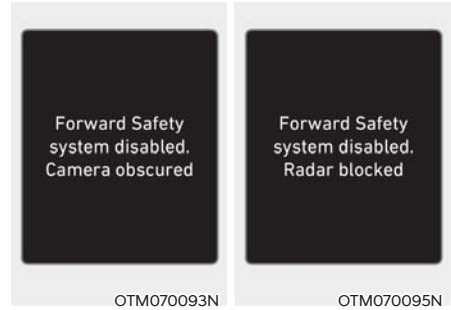 Forward Safety
system disabled.
Camera obscured
OTM070093N
Forward Safety
system disabled.
Radar blocked
OTM070095N